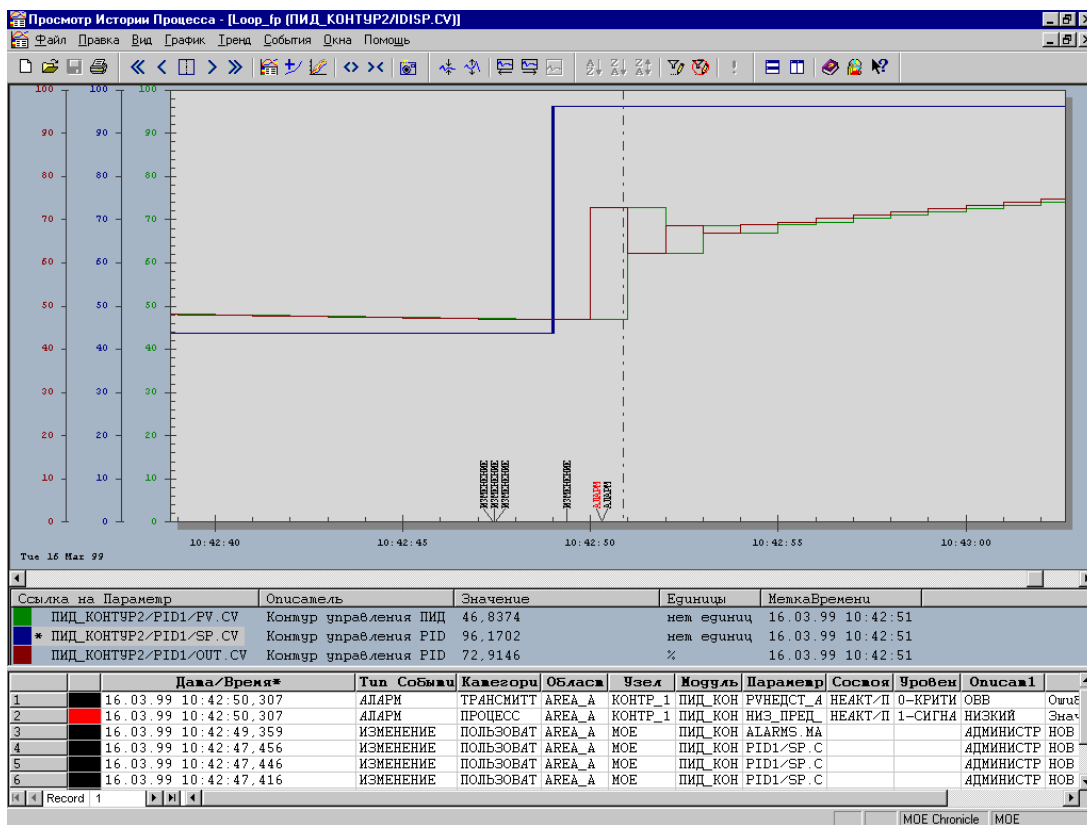 Просмотр Истории Процесса - [Loop_fp (ПИД_КОНТУР2/IDISP.CV)]
Файл Правка Вид График Тренд События Окна Помощь
100 100 100
90 90 90
80 80 80
70 70 70
60 60 60
50 50 50
40 40 40
30 30 30
20 20 20
10 10 10
0 0 0
ИЗМЕНЕНИЕ ИЗМЕНЕНИЕ ИЗМЕНЕНИЕ ИЗМЕНЕНИЕ АЛАРМ АЛАРМ
10:42:40 10:42:45 10:42:50 10:42:55 10:43:00
Tue 16 Mar 99
Ссылка на Параметр Описатель Значение Единицы МеткаВремени
ПИД_КОНТУР2/PID1/PV.CV Контур управления ПИД 46,8374 нет единиц 16.03.99 10:42:51
* ПИД_КОНТУР2/PID1/SP.CV Контур управления PID 96,1702 нет единиц 16.03.99 10:42:51
ПИД_КОНТУР2/PID1/OUT.CV Контур управления PID 72,9146 % 16.03.99 10:42:51
Дата/Время* Тип Событи Категори Област Узел Модуль Параметр Состоя Уровен Описат1
1 16.03.99 10:42:50,307 АЛАРМ ТРАНСМИТТ AREA_A КОНТР_1 ПИД_КОН PVНЕДСТ_А НЕАКТ/П 0-КРИТИ ОВВ Ошиб
2 16.03.99 10:42:50,307 АЛАРМ ПРОЦЕСС AREA_A КОНТР_1 ПИД_КОН НИЗ_ПРЕД_ НЕАКТ/П 1-СИГНА НИЗКИЙ Знач
3 16.03.99 10:42:49,359 ИЗМЕНЕНИЕ ПОЛЬЗОВАТ AREA_A MOE ПИД_КОН ALARMS.MA АДМИНИСТР НОВ
4 16.03.99 10:42:47,456 ИЗМЕНЕНИЕ ПОЛЬЗОВАТ AREA_A MOE ПИД_КОН PID1/SP.C АДМИНИСТР НОВ
5 16.03.99 10:42:47,446 ИЗМЕНЕНИЕ ПОЛЬЗОВАТ AREA_A MOE ПИД_КОН PID1/SP.C АДМИНИСТР НОВ
6 16.03.99 10:42:47,416 ИЗМЕНЕНИЕ ПОЛЬЗОВАТ AREA_A MOE ПИД_КОН PID1/SP.C АДМИНИСТР НОВ
Record 1
MOE Chronicle MOE